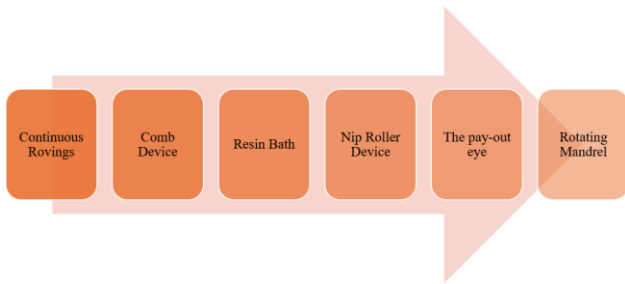 Continuous
Rovings
Comb
Device
Resin Bath
Nip Roller
Device
The pay-out
eye
Rotating
Mandrel